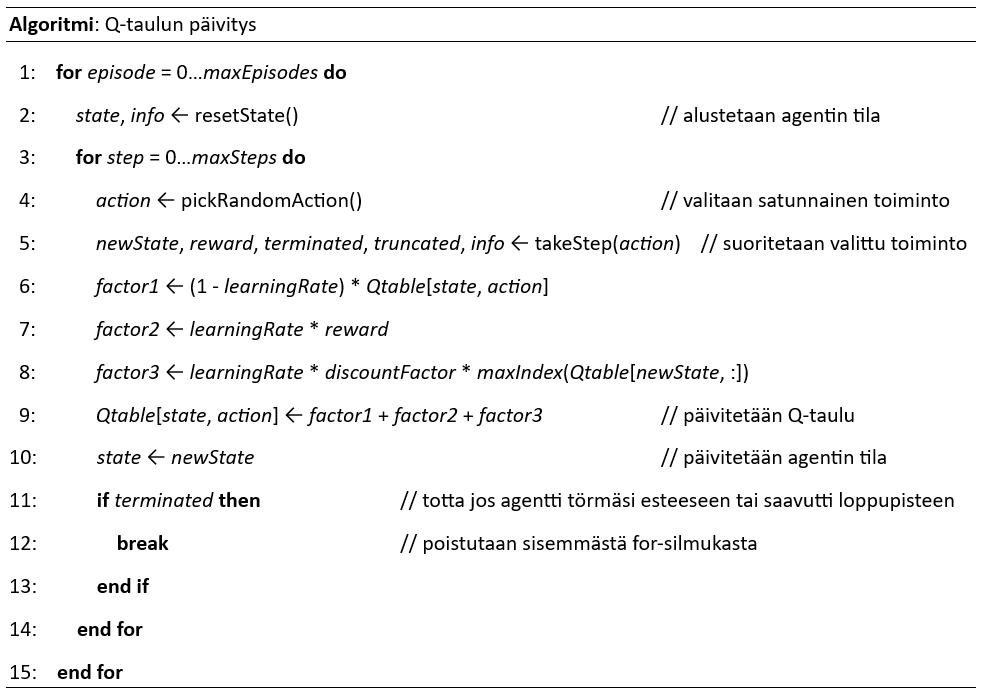 Algoritmi: Q-taulun päivitys
1: for episode = 0...maxEpisodes do
2: state, info ← resetState() // alustetaan agentin tila
3: for step = 0...maxSteps do
4: action ← pickRandomAction() // valitaan satunnainen toiminto
5: newState, reward, terminated, truncated, info ← takeStep(action) // suoritetaan valittu toiminto
6: factor1 ← (1 - learningRate) * Qtable[state, action]
7: factor2 ← learningRate * reward
8: factor3 ← learningRate * discountFactor * maxIndex(Qtable[newState, :])
9: Qtable[state, action] ← factor1 + factor2 + factor3 // päivitetään Q-taulu
10: state ← newState // päivitetään agentin tila
11: if terminated then // totta jos agentti törmäsi esteeseen tai saavutti loppupisteen
12: break // poistutaan sisemmästä for-silmukasta
13: end if
14: end for
15: end for